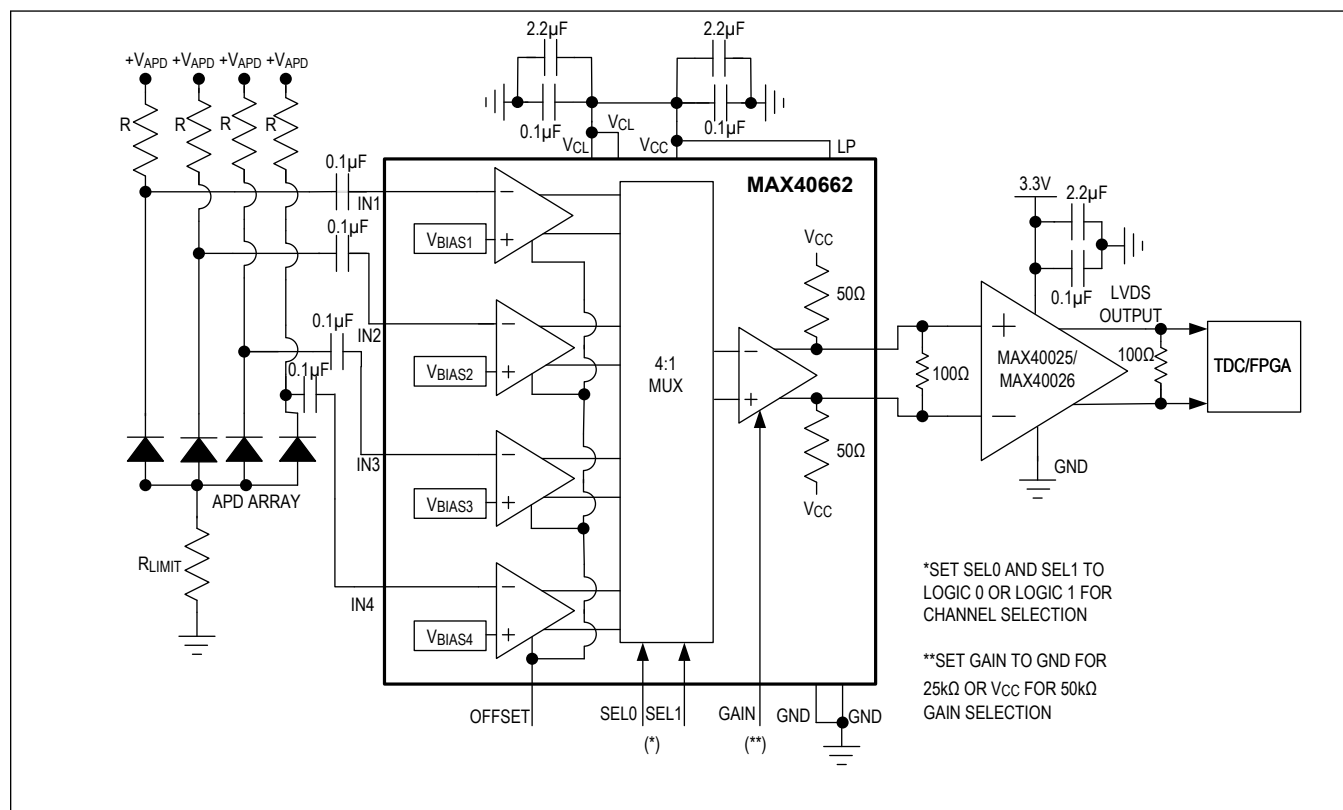 2.2µF
2.2µF
+VAPD +VAPD +VAPD +VAPD
0.1µF
0.1µF
R
R
R
R
VCL
VCL
VCC
LP
0.1µF
IN1
MAX40662
3.3V
2.2µF
0.1µF
VBIAS1
VCC
50Ω
0.1µF
LVDS
OUTPUT
0.1µF
IN2
0.1µF
VBIAS2
4:1
MUX
100Ω
MAX40025/
MAX40026
100Ω
TDC/FPGA
50Ω
IN3
GND
APD ARRAY
VBIAS3
VCC
RLIMIT
IN4
VBIAS4
*SET SEL0 AND SEL1 TO
LOGIC 0 OR LOGIC 1 FOR
CHANNEL SELECTION
**SET GAIN TO GND FOR
25kΩ OR VCC FOR 50kΩ
GAIN SELECTION
OFFSET
SEL0
SEL1
GAIN
GND
GND
(*)
(**)